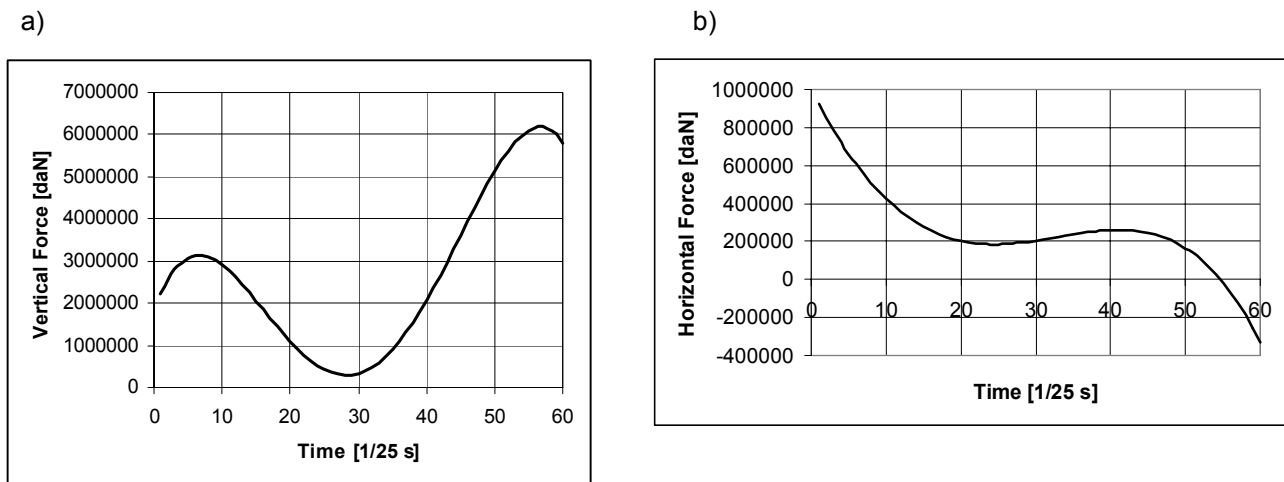 a)
b)
Vertical Force [daN]
7000000
6000000
5000000
4000000
3000000
2000000
1000000
0
0 10 20 30 40 50 60
Time [1/25 s]
Horizontal Force [daN]
1000000
800000
600000
400000
200000
0
-200000
-400000
0 10 20 30 40 50 60
Time [1/25 s]